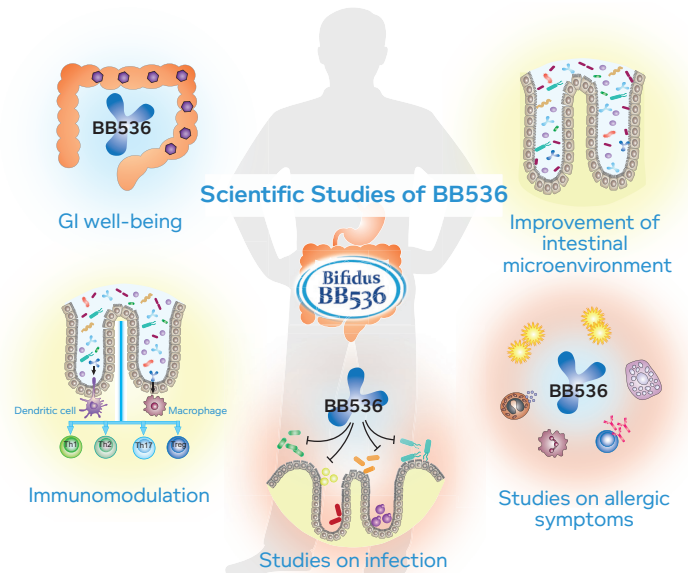 BB536
GI well-being
Scientific Studies of BB536
Improvement of
intestinal
microenvironment
Bifidus
BB536
Dendritic cell
Macrophage
Th1
Th2
Th17
Treg
Immunomodulation
BB536
Studies on infection
BB536
Studies on allergic
symptoms